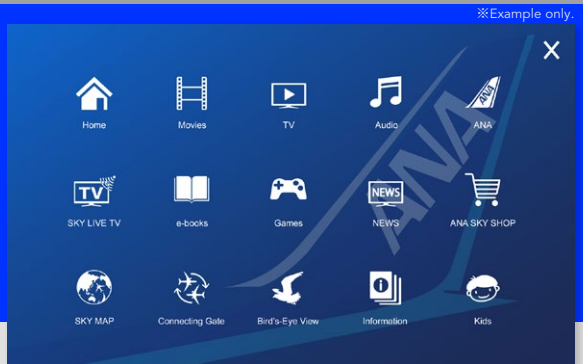 ※Example only.
Home Movies TV Audio ANA
TV NEWS
SKY LIVE TV e-books Games NEWS ANA SKY SHOP
SKY MAP Connecting Gate Bird's-Eye View Information Kids
ANA